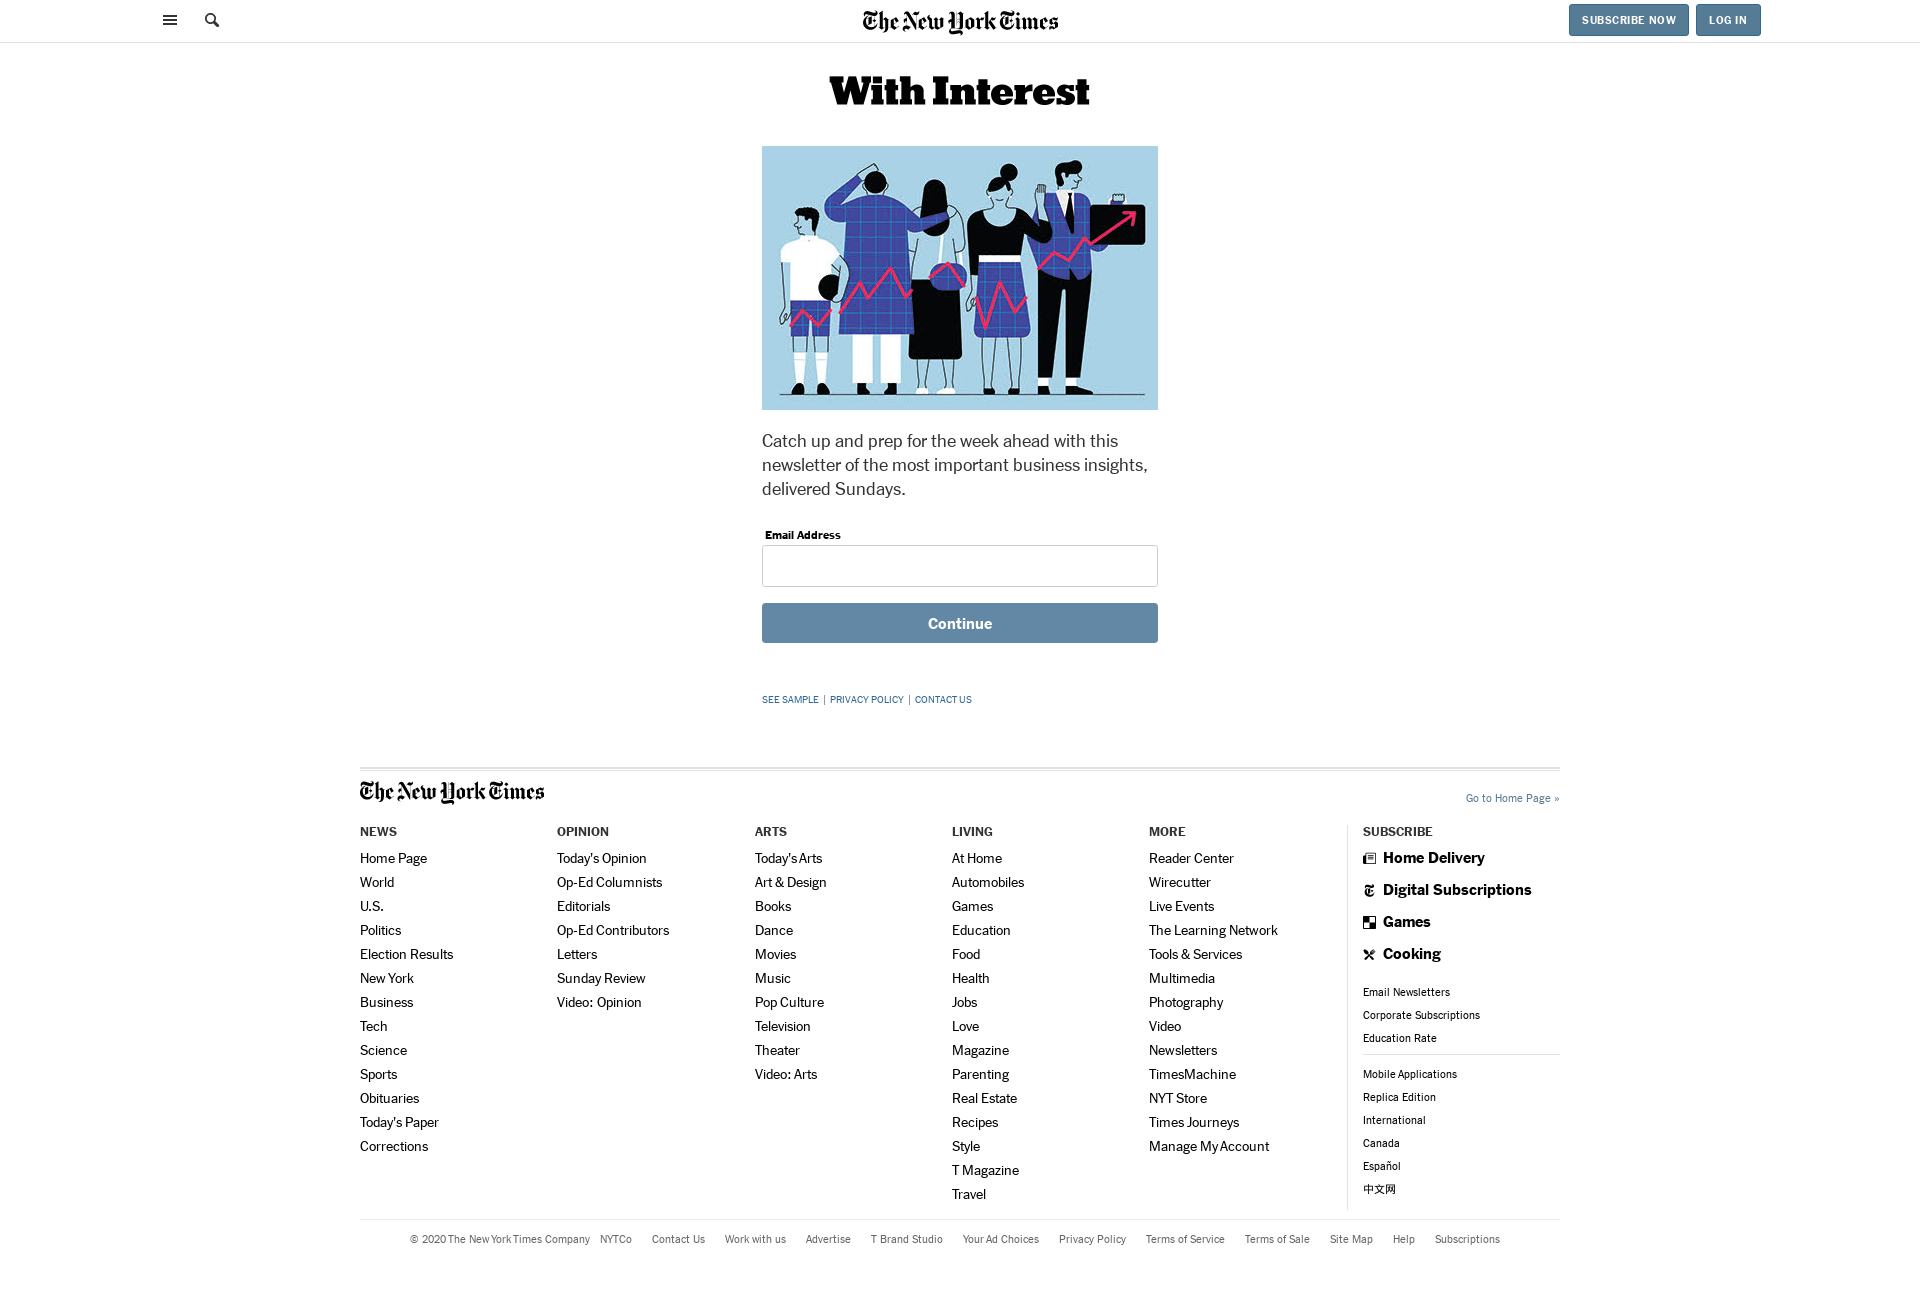 The New York Times
SUBSCRIBE NOW
LOG IN
With Interest
Catch up and prep for the week ahead with this
newsletter of the most important business insights,
delivered Sundays.
Email Address
Continue
SEE SAMPLE | PRIVACY POLICY | CONTACT US
The New York Times
Go to Home Page »
NEWS
Home Page
World
U.S.
Politics
Election Results
New York
Business
Tech
Science
Sports
Obituaries
Today's Paper
Corrections
OPINION
Today's Opinion
Op-Ed Columnists
Editorials
Op-Ed Contributors
Letters
Sunday Review
Video: Opinion
ARTS
Today's Arts
Art & Design
Books
Dance
Movies
Music
Pop Culture
Television
Theater
Video: Arts
LIVING
At Home
Automobiles
Games
Education
Food
Health
Jobs
Love
Magazine
Parenting
Real Estate
Recipes
Style
T Magazine
Travel
MORE
Reader Center
Wirecutter
Live Events
The Learning Network
Tools & Services
Multimedia
Photography
Video
Newsletters
TimesMachine
NYT Store
Times Journeys
Manage My Account
SUBSCRIBE
Home Delivery
Digital Subscriptions
Games
Cooking
Email Newsletters
Corporate Subscriptions
Education Rate
Mobile Applications
Replica Edition
International
Canada
Español
中文网
© 2020 The New York Times Company NYTCo Contact Us Work with us Advertise T Brand Studio Your Ad Choices Privacy Policy Terms of Service Terms of Sale Site Map Help Subscriptions